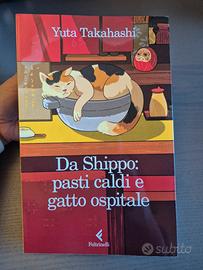 Yuta Takahashi
Da Shippo:
pasti caldi e
gatto ospitale
Feltrinelli
subito